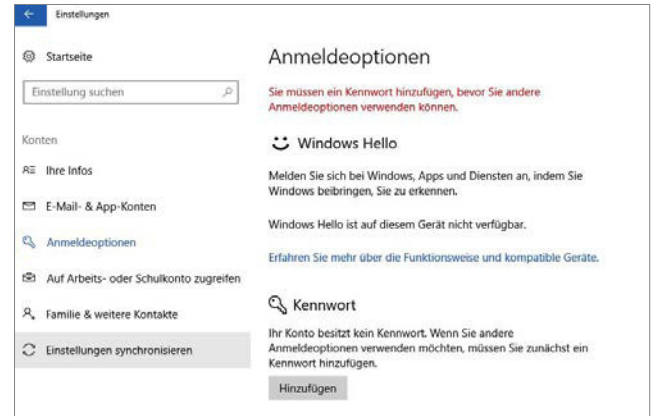 Einstellungen
Startseite
Einstellung suchen
Konten
Ihre Infos
E-Mail- & App-Konten
Anmeldeoptionen
Auf Arbeits- oder Schulkonto zugreifen
Familie & weitere Kontakte
Einstellungen synchronisieren
Anmeldeoptionen
Sie müssen ein Kennwort hinzufügen, bevor Sie andere
Anmeldeoptionen verwenden können.
Windows Hello
Melden Sie sich bei Windows, Apps und Diensten an, indem Sie
Windows beibringen, Sie zu erkennen.
Windows Hello ist auf diesem Gerät nicht verfügbar.
Erfahren Sie mehr über die Funktionsweise und kompatible Geräte.
Kennwort
Ihr Konto besitzt kein Kennwort. Wenn Sie andere
Anmeldeoptionen verwenden möchten, müssen Sie zunächst ein
Kennwort hinzufügen.
Hinzufügen